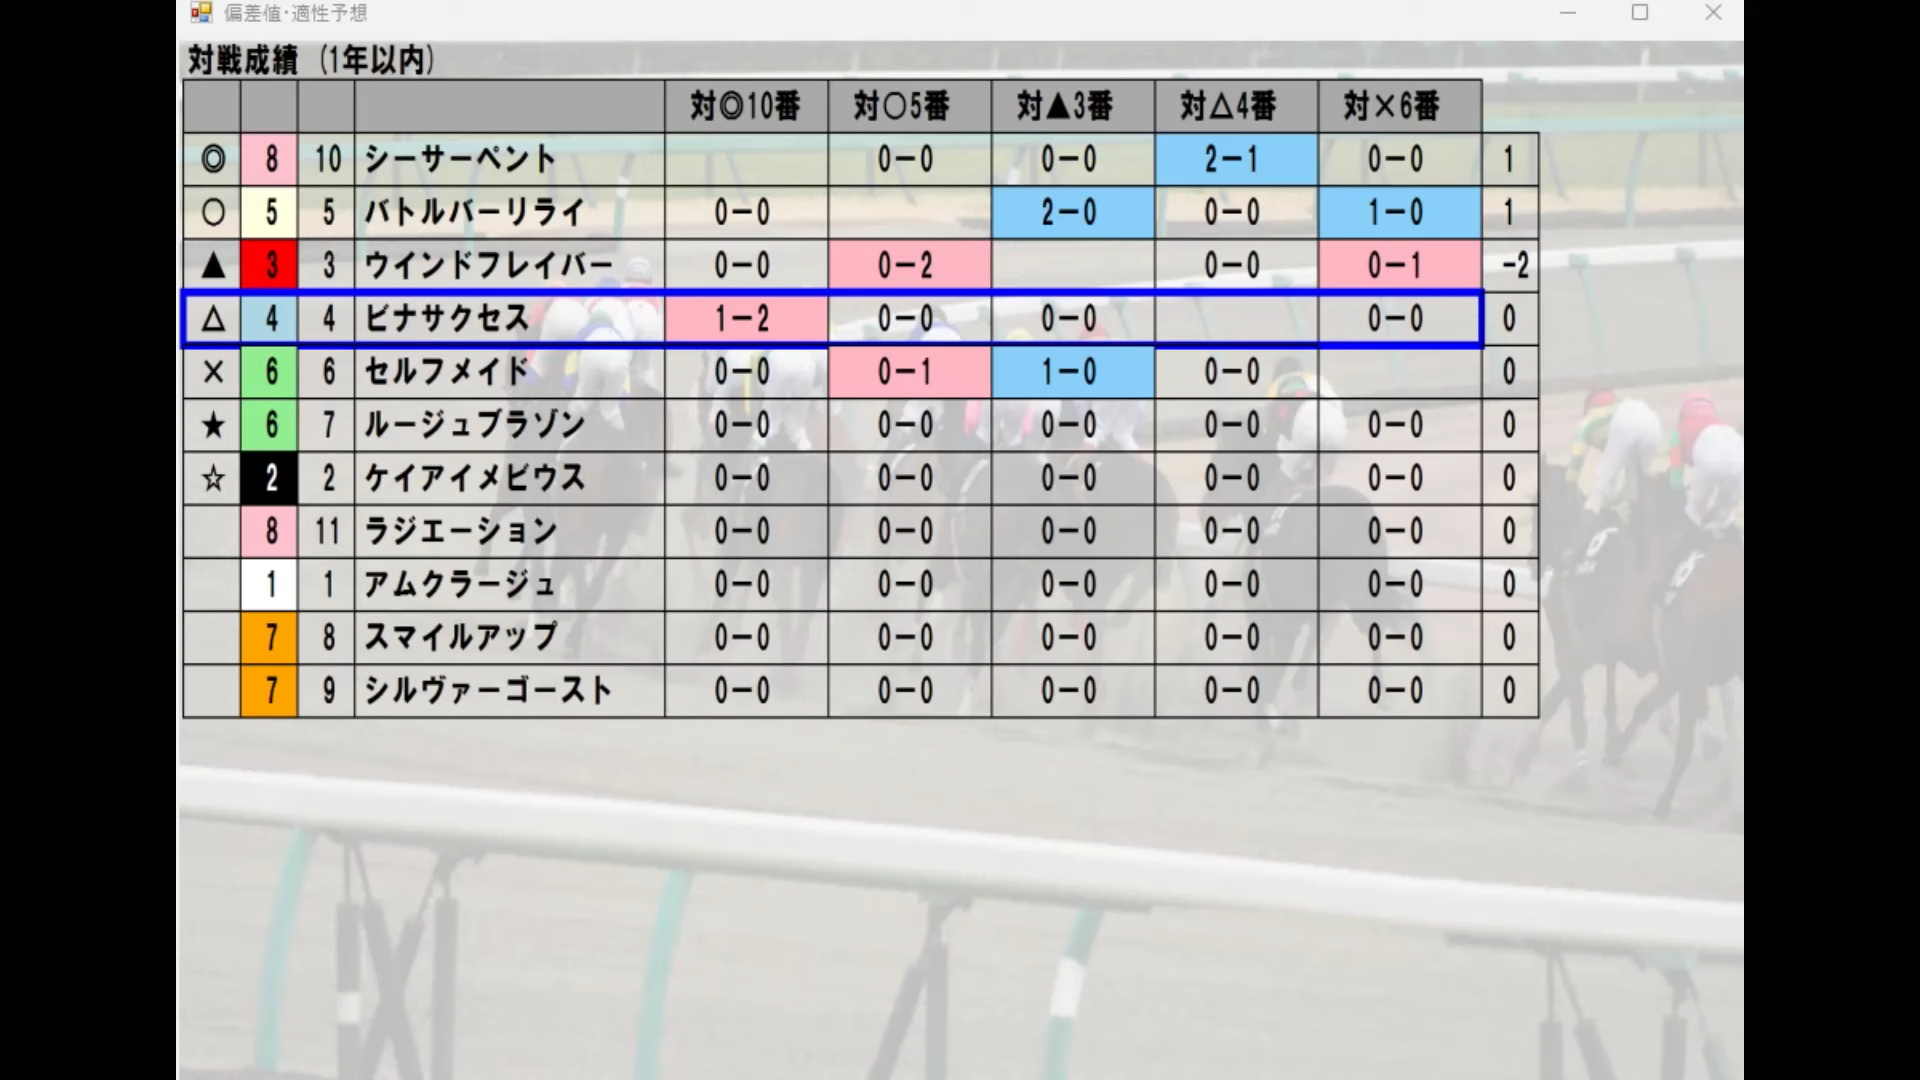 偏差値・適性予想
対戦成績 (1年以内)
対◎10番 対○5番 対▲3番 対△4番 対×6番
◎ 8 10 シーサーペント 0-0 0-0 2-1 0-0 1
○ 5 5 バトルバーリライ 0-0 2-0 0-0 1-0 1
▲ 3 3 ウインドフレイバー 0-0 0-2 0-0 0-1 -2
△ 4 4 ビナサクセス 1-2 0-0 0-0 0-0 0
× 6 6 セルフメイド 0-0 0-1 1-0 0-0 0
★ 6 7 ルージュブラゾン 0-0 0-0 0-0 0-0 0-0 0
☆ 2 2 ケイアイメビウス 0-0 0-0 0-0 0-0 0-0 0
8 11 ラジエーション 0-0 0-0 0-0 0-0 0-0 0
1 1 アムクラージュ 0-0 0-0 0-0 0-0 0-0 0
7 8 スマイルアップ 0-0 0-0 0-0 0-0 0-0 0
7 9 シルヴァーゴースト 0-0 0-0 0-0 0-0 0-0 0